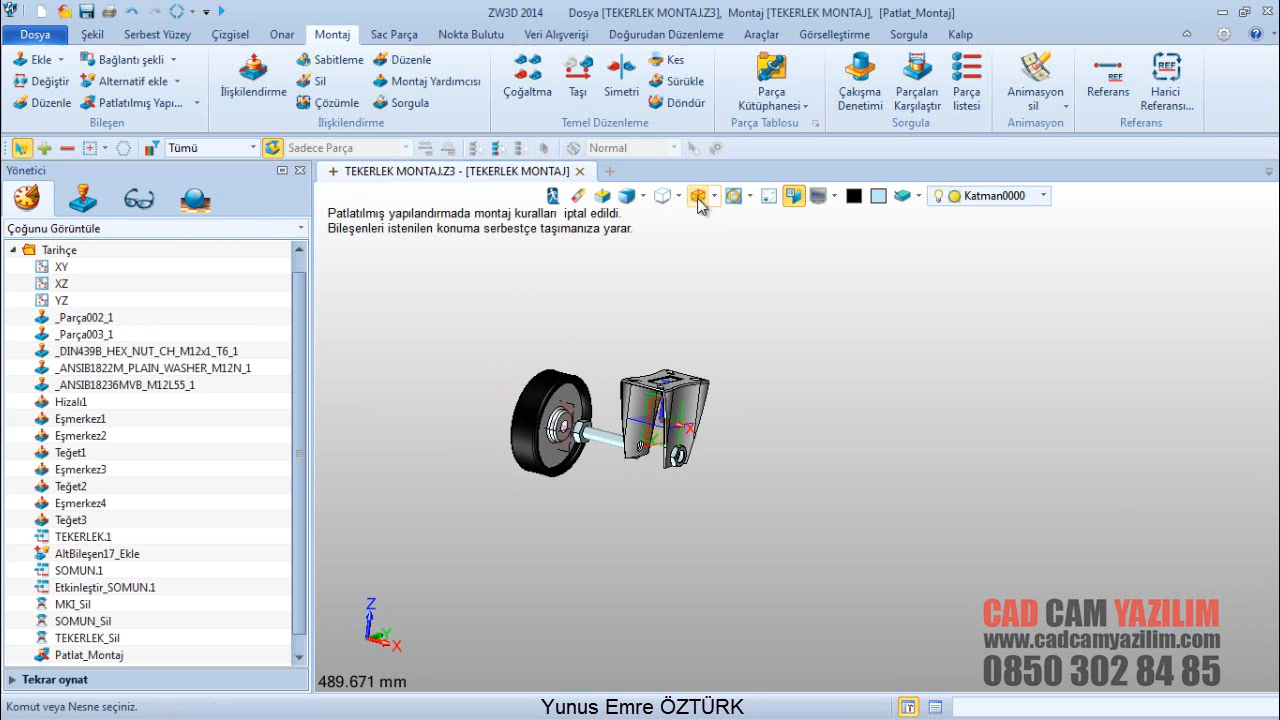 ZW3D 2014 Dosya [TEKERLEK MONTAJ.Z3], Montaj [TEKERLEK MONTAJ], [Patlat_Montaj]
Dosya Şekil Serbest Yüzey Çizgisel Onar Montaj Sac Parça Nokta Bulutu Veri Alışverişi Doğurudan Düzenleme Araçlar Görselleştirme Sorgula Kalıp
Ekle Bağlantı şekli Sabitleme Düzenle Kes
Değiştir Alternatif ekle Sil Montaj Yardımcısı Sürükle
Düzenle Patlatılmış Yapı... Çözümle Sorgula Döndür
İlişkilendirme Çoğaltma Taşı Simetri
Parça Kütüphanesi
Çakışma Denetimi
Parçaları Karşılaştır
Parça listesi
Animasyon sil
Referans
Harici Referansı...
Bileşen İlişkilendirme Temel Düzenleme Parça Tablosu Sorgula Animasyon Referans
Tümü Sadece Parça Normal
Yönetici
TEKERLEK MONTAJ.Z3 - [TEKERLEK MONTAJ]
Katman0000
Patlatılmış yapılandırmada montaj kuralları iptal edildi.
Bileşenleri istenilen konuma serbestçe taşımanıza yarar.
Çoğunu Görüntüle
Tarihçe
XY
XZ
YZ
_Parça002_1
_Parça003_1
_DIN439B_HEX_NUT_CH_M12x1_T6_1
_ANSIB1822M_PLAIN_WASHER_M12N_1
_ANSIB18236MVB_M12L55_1
Hizalı1
Eşmerkez1
Eşmerkez2
Teğet1
Eşmerkez3
Teğet2
Eşmerkez4
Teğet3
TEKERLEK.1
AltBileşen17_Ekle
SOMUN.1
Etkinleştir_SOMUN.1
MKI_Sil
SOMUN_Sil
TEKERLEK_Sil
Patlat_Montaj
Tekrar oynat
X
Z
Y
X
489.671 mm
CAD CAM YAZILIM
www.cadcamyazilim.com
0850 302 84 85
Komut veya Nesne seçiniz.
Yunus Emre ÖZTÜRK